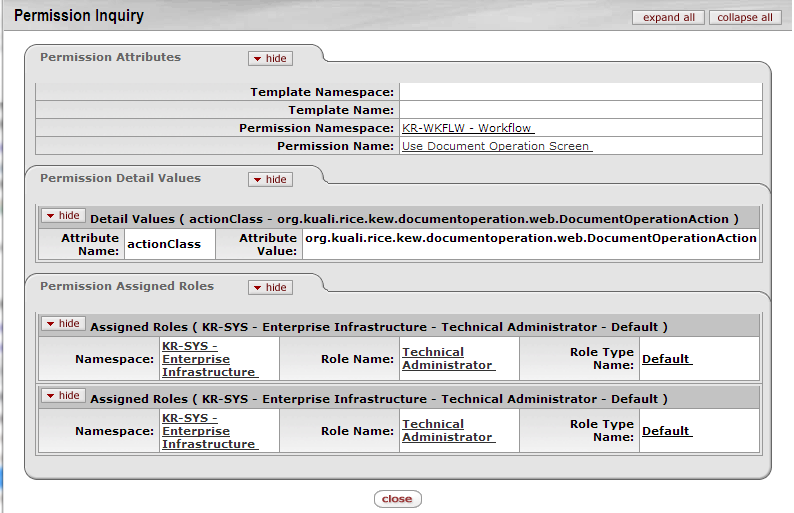 Permission Inquiry
expand all
collapse all
Permission Attributes
hide
Template Namespace:
Template Name:
Permission Namespace: KR-WKFLW - Workflow
Permission Name: Use Document Operation Screen
Permission Detail Values
hide
hide Detail Values ( actionClass - org.kuali.rice.kew.documentoperation.web.DocumentOperationAction )
Attribute
Name:
actionClass
Attribute
Value:
org.kuali.rice.kew.documentoperation.web.DocumentOperationAction
Permission Assigned Roles
hide
hide Assigned Roles ( KR-SYS - Enterprise Infrastructure - Technical Administrator - Default )
Namespace:
KR-SYS -
Enterprise
Infrastructure
Role Name:
Technical
Administrator
Role Type
Name:
Default
hide Assigned Roles ( KR-SYS - Enterprise Infrastructure - Technical Administrator - Default )
Namespace:
KR-SYS -
Enterprise
Infrastructure
Role Name:
Technical
Administrator
Role Type
Name:
Default
close